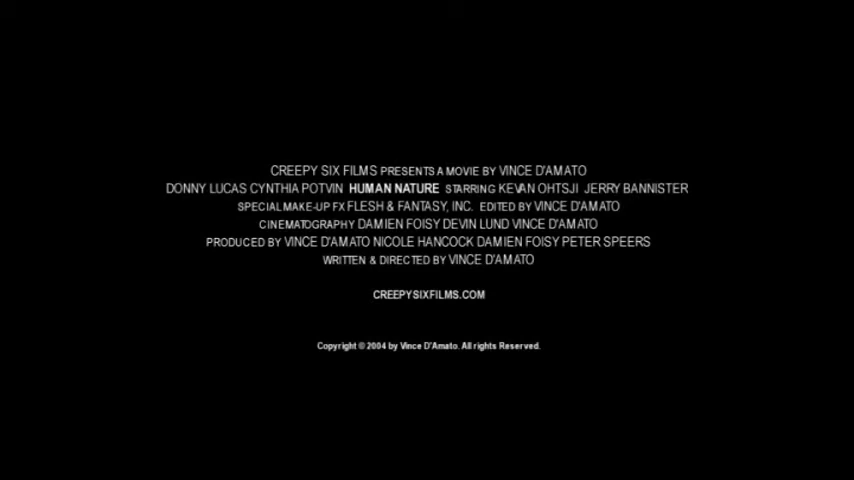 CREEPY SIX FILMS PRESENTS A MOVIE BY VINCE D'AMATO
DONNY LUCAS CYNTHIA POTVIN HUMAN NATURE STARRING KEVAN OHTSJI JERRY BANNISTER
SPECIAL MAKE-UP FX FLESH & FANTASY, INC. EDITED BY VINCE D'AMATO
CINEMATOGRAPHY DAMIEN FOISY DEVIN LUND VINCE D'AMATO
PRODUCED BY VINCE D'AMATO NICOLE HANCOCK DAMIEN FOISY PETER SPEERS
WRITTEN & DIRECTED BY VINCE D'AMATO
CREEPYSIXFILMS.COM
Copyright © 2004 by Vince D'Amato. All rights Reserved.